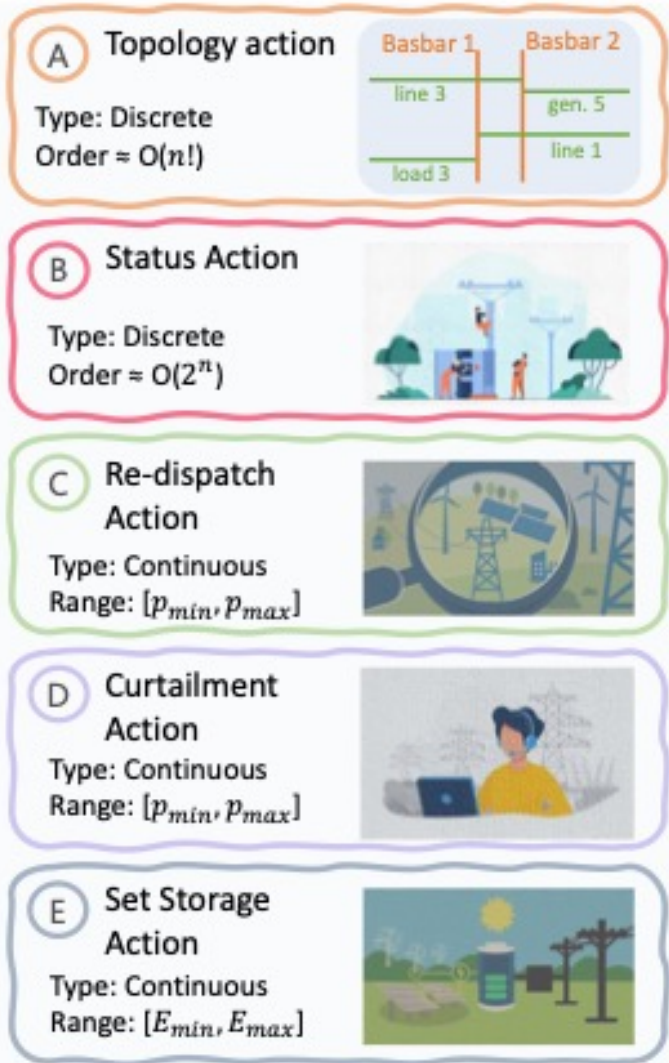 A
Topology action
Type: Discrete
Order ≈ O(n!)
Basbar 1
Basbar 2
line 3
gen. 5
line 1
load 3
B
Status Action
Type: Discrete
Order ≈ O(2ⁿ)
C
Re-dispatch
Action
Type: Continuous
Range: [p_min, p_max]
D
Curtailment
Action
Type: Continuous
Range: [p_min, p_max]
E
Set Storage
Action
Type: Continuous
Range: [E_min, E_max]